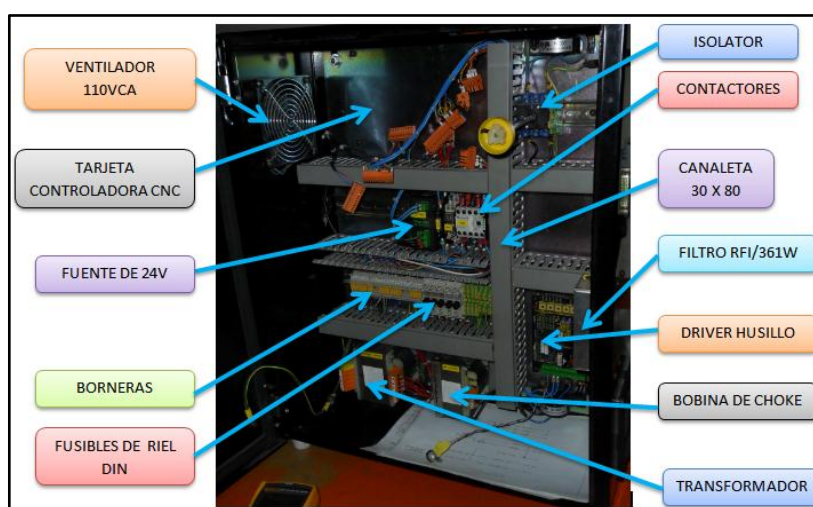 VENTILADOR
110VCA
TARJETA
CONTROLADORA CNC
FUENTE DE 24V
BORNERAS
FUSIBLES DE RIEL
DIN
ISOLATOR
CONTACTORES
CANALETA
30 X 80
FILTRO RFI/361W
DRIVER HUSILLO
BOBINA DE CHOKE
TRANSFORMADOR